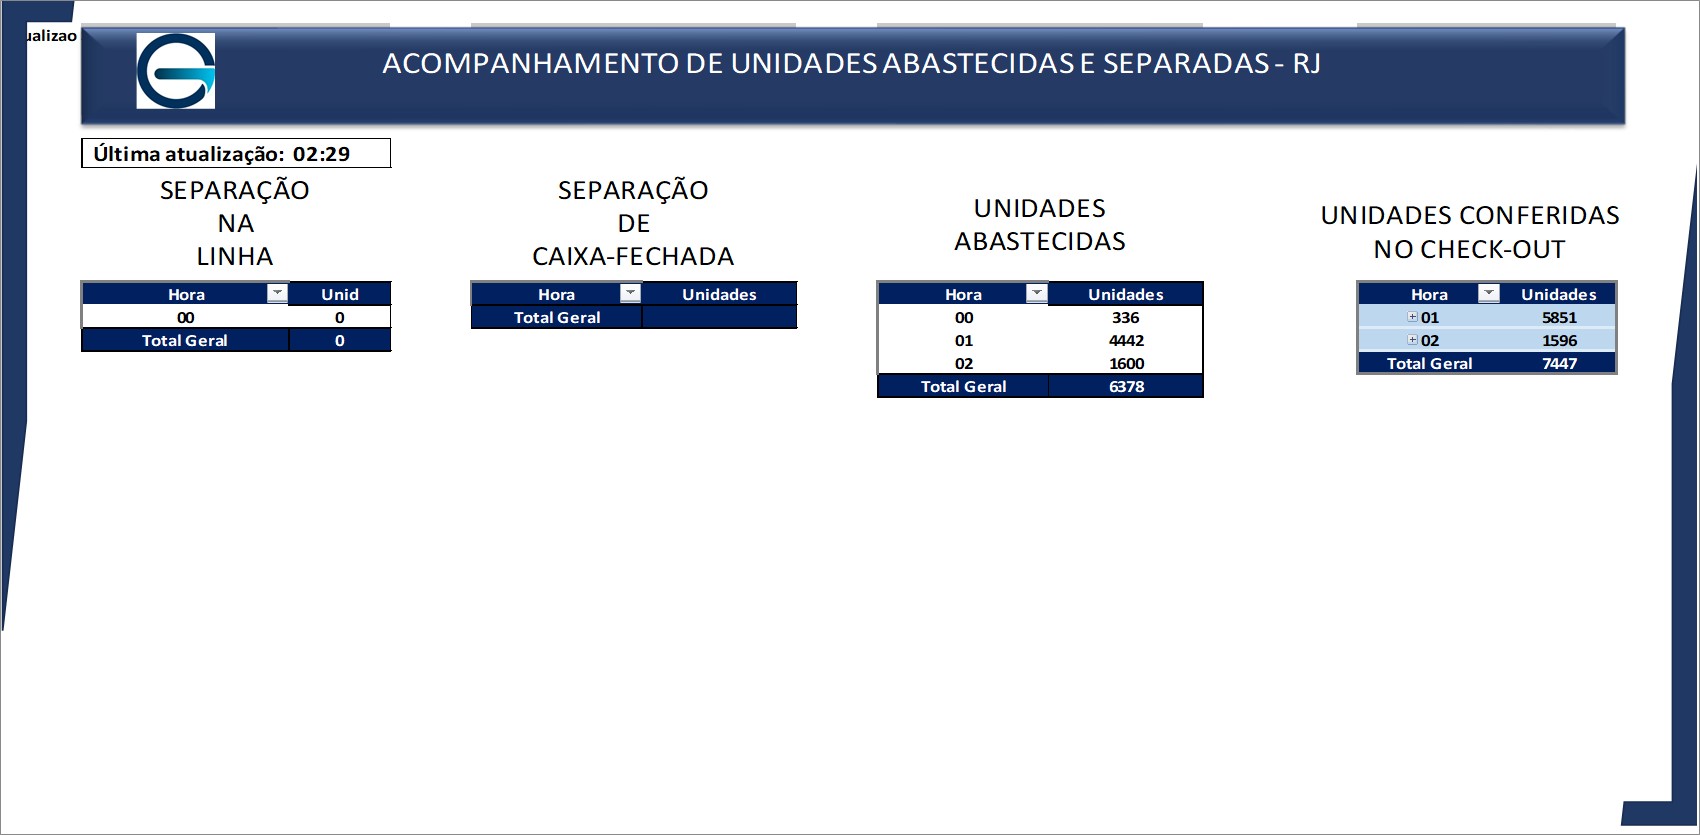 ualizao
ACOMPANHAMENTO DE UNIDADES ABASTECIDAS E SEPARADAS - RJ
Última atualização: 02:29
SEPARAÇÃO
NA
LINHA
Hora Unid
00 0
Total Geral 0
SEPARAÇÃO
DE
CAIXA-FECHADA
Hora Unidades
Total Geral
UNIDADES
ABASTECIDAS
Hora Unidades
00 336
01 4442
02 1600
Total Geral 6378
UNIDADES CONFERIDAS
NO CHECK-OUT
Hora Unidades
01 5851
02 1596
Total Geral 7447